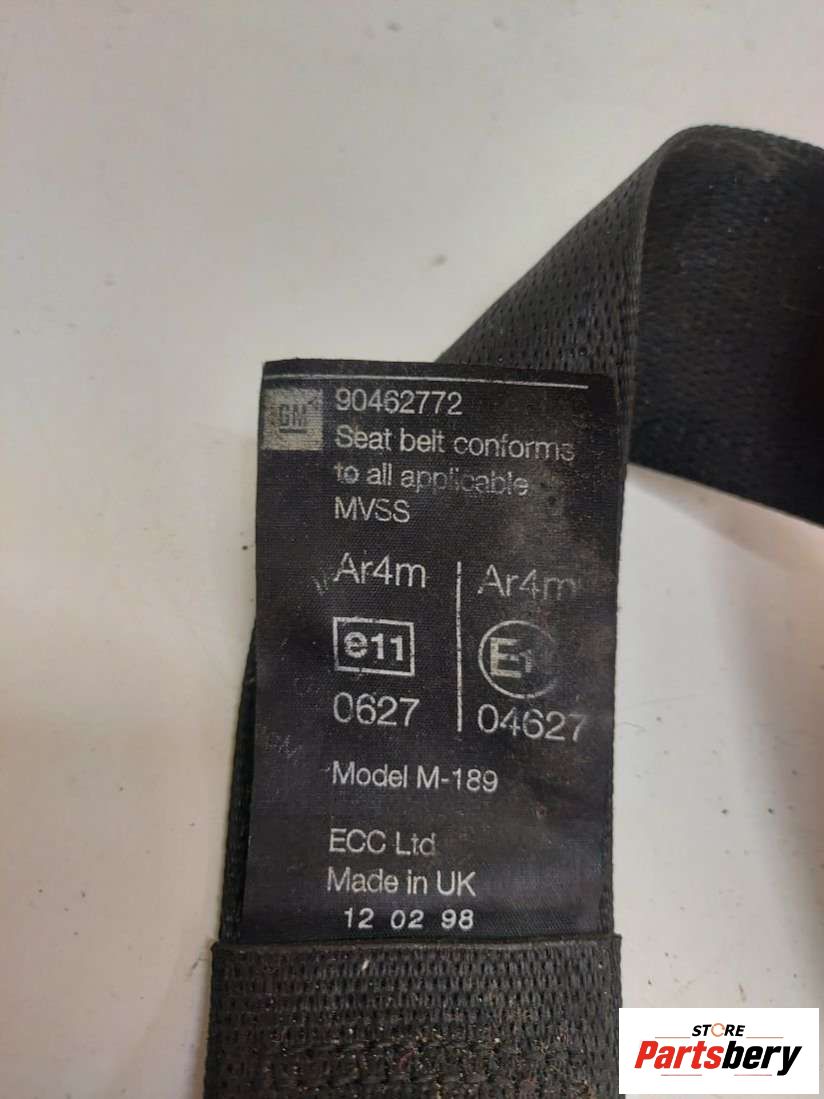 GM
90462772
Seat belt conforms
to all applicable
MVSS
Ar4m
e11
0627
Ar4m
E
04627
Model M-189
ECC Ltd
Made in UK
12 02 98
STORE
Partsbery